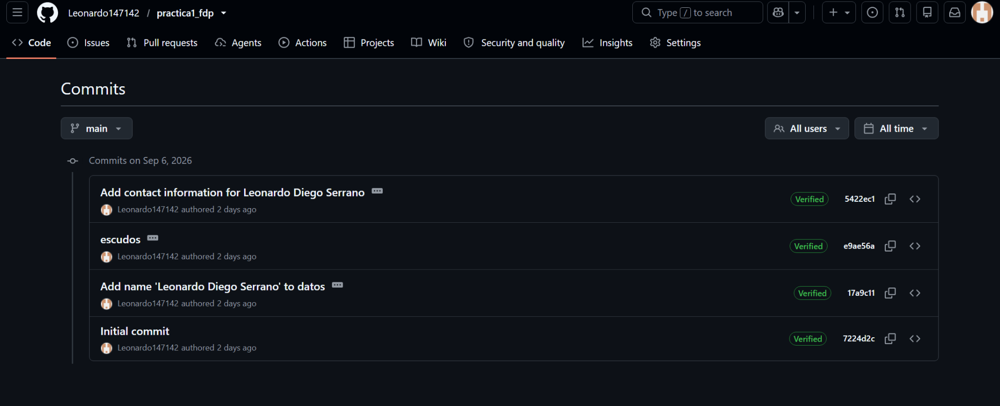 Leonardo147142 / practica1_fdp
Type / to search
Code Issues Pull requests Agents Actions Projects Wiki Security and quality Insights Settings
Commits
main
All users All time
Commits on Sep 6, 2026
Add contact information for Leonardo Diego Serrano
Leonardo147142 authored 2 days ago
Verified 5422ec1
escudos
Leonardo147142 authored 2 days ago
Verified e9ae56a
Add name 'Leonardo Diego Serrano' to datos
Leonardo147142 authored 2 days ago
Verified 17a9c11
Initial commit
Leonardo147142 authored 2 days ago
Verified 7224d2c